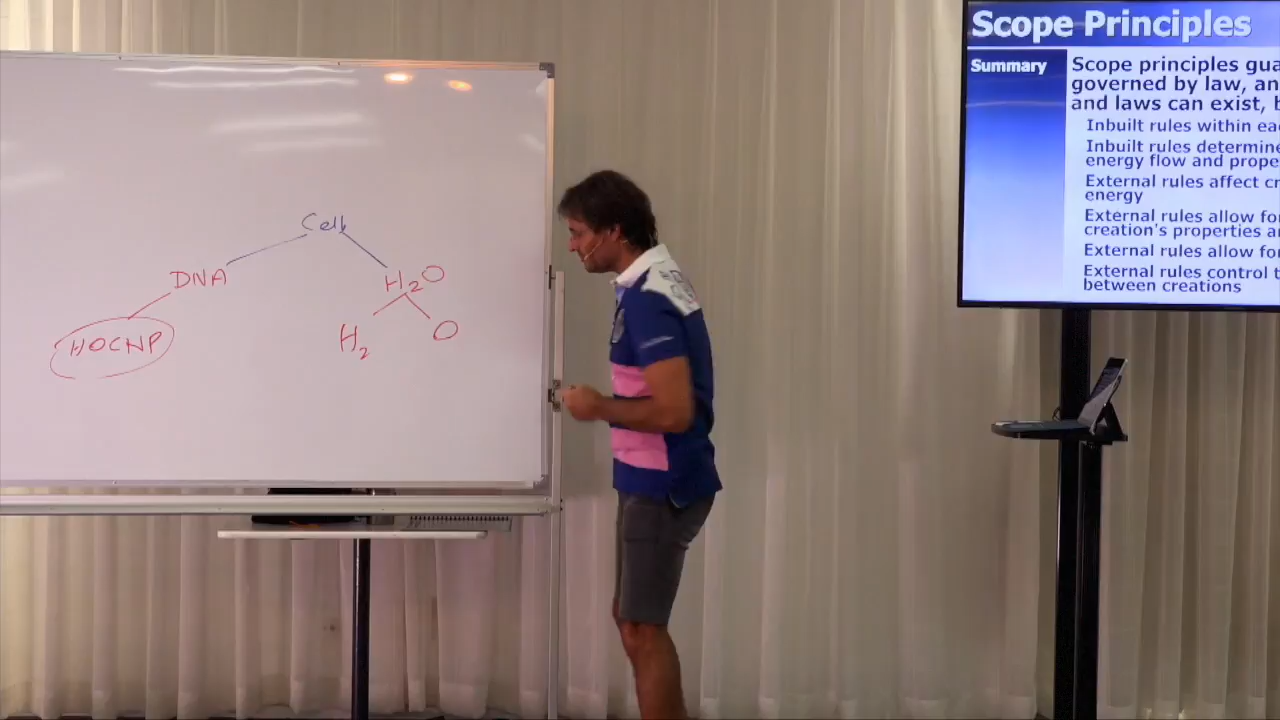 Cell
DNA
H2O
HOCNP
H2
O
Scope Principles
Summary
Scope principles gua
governed by law, an
and laws can exist, b
Inbuilt rules within ea
Inbuilt rules determine
energy flow and prope
External rules affect cr
energy
External rules allow fo
creation's properties a
External rules allow fo
External rules control t
between creations